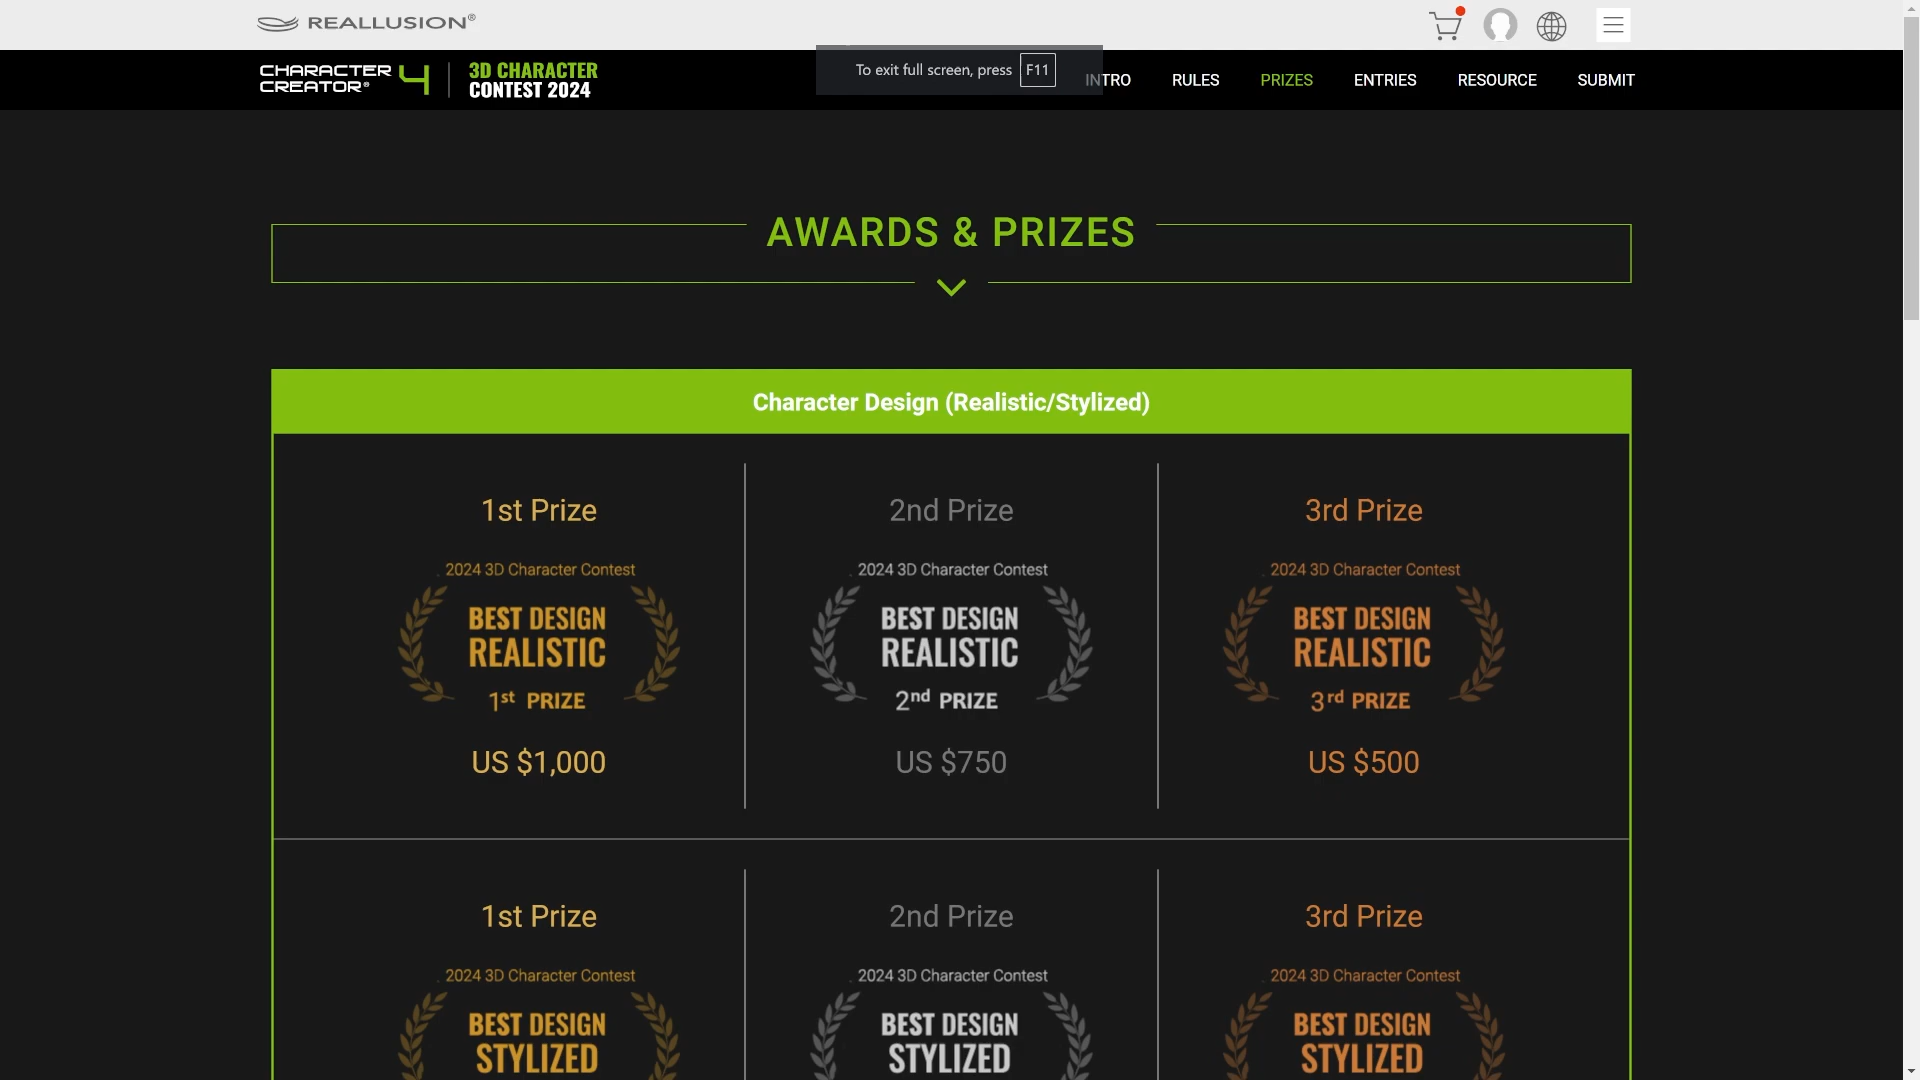 REALLUSION®
CHARACTER
CREATOR® 4
3D CHARACTER
CONTEST 2024
To exit full screen, press F11
INTRO RULES PRIZES ENTRIES RESOURCE SUBMIT
AWARDS & PRIZES
Character Design (Realistic/Stylized)
1st Prize
2024 3D Character Contest
BEST DESIGN
REALISTIC
1st PRIZE
US $1,000
2nd Prize
2024 3D Character Contest
BEST DESIGN
REALISTIC
2nd PRIZE
US $750
3rd Prize
2024 3D Character Contest
BEST DESIGN
REALISTIC
3rd PRIZE
US $500
1st Prize
2024 3D Character Contest
BEST DESIGN
STYLIZED
2nd Prize
2024 3D Character Contest
BEST DESIGN
STYLIZED
3rd Prize
2024 3D Character Contest
BEST DESIGN
STYLIZED